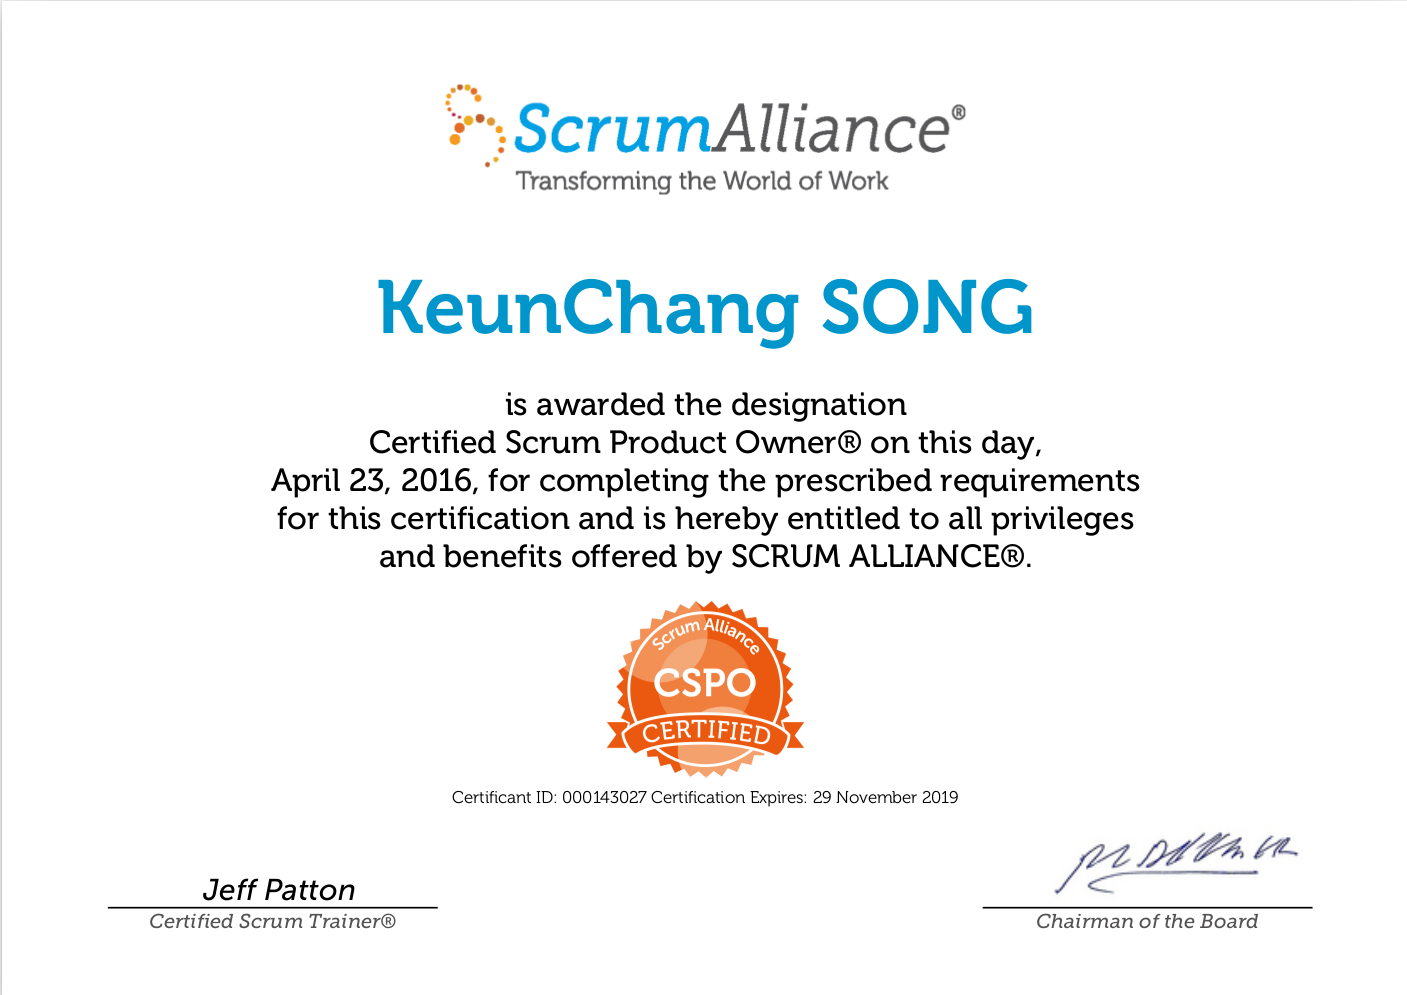 ScrumAlliance®
Transforming the World of Work
KeunChang SONG
is awarded the designation
Certified Scrum Product Owner® on this day,
April 23, 2016, for completing the prescribed requirements
for this certification and is hereby entitled to all privileges
and benefits offered by SCRUM ALLIANCE®.
Scrum Alliance
CSPO
CERTIFIED
Certificant ID: 000143027 Certification Expires: 29 November 2019
Jeff Patton
Certified Scrum Trainer®
Chairman of the Board